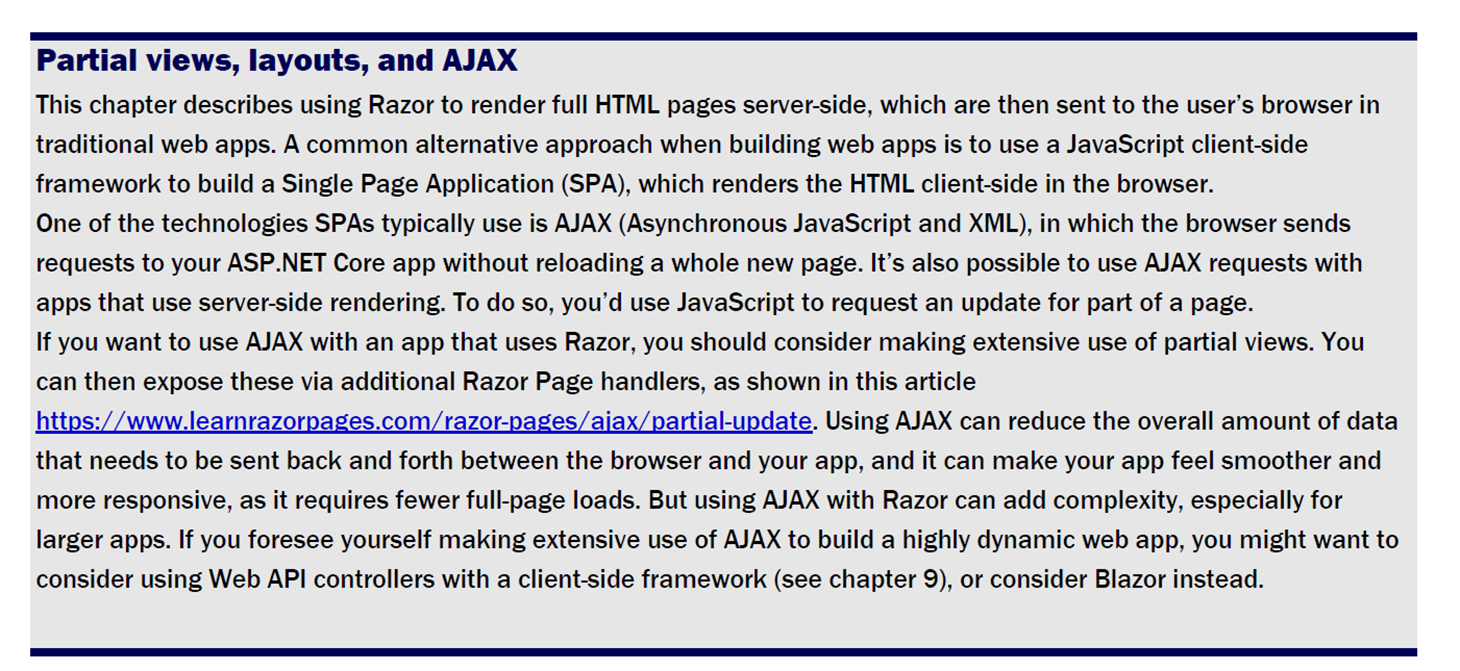 Partial views, layouts, and AJAX
This chapter describes using Razor to render full HTML pages server-side, which are then sent to the user’s browser in
traditional web apps. A common alternative approach when building web apps is to use a JavaScript client-side
framework to build a Single Page Application (SPA), which renders the HTML client-side in the browser.
One of the technologies SPAs typically use is AJAX (Asynchronous JavaScript and XML), in which the browser sends
requests to your ASP.NET Core app without reloading a whole new page. It’s also possible to use AJAX requests with
apps that use server-side rendering. To do so, you’d use JavaScript to request an update for part of a page.
If you want to use AJAX with an app that uses Razor, you should consider making extensive use of partial views. You
can then expose these via additional Razor Page handlers, as shown in this article
https://www.learnrazorpages.com/razor-pages/ajax/partial-update. Using AJAX can reduce the overall amount of data
that needs to be sent back and forth between the browser and your app, and it can make your app feel smoother and
more responsive, as it requires fewer full-page loads. But using AJAX with Razor can add complexity, especially for
larger apps. If you foresee yourself making extensive use of AJAX to build a highly dynamic web app, you might want to
consider using Web API controllers with a client-side framework (see chapter 9), or consider Blazor instead.